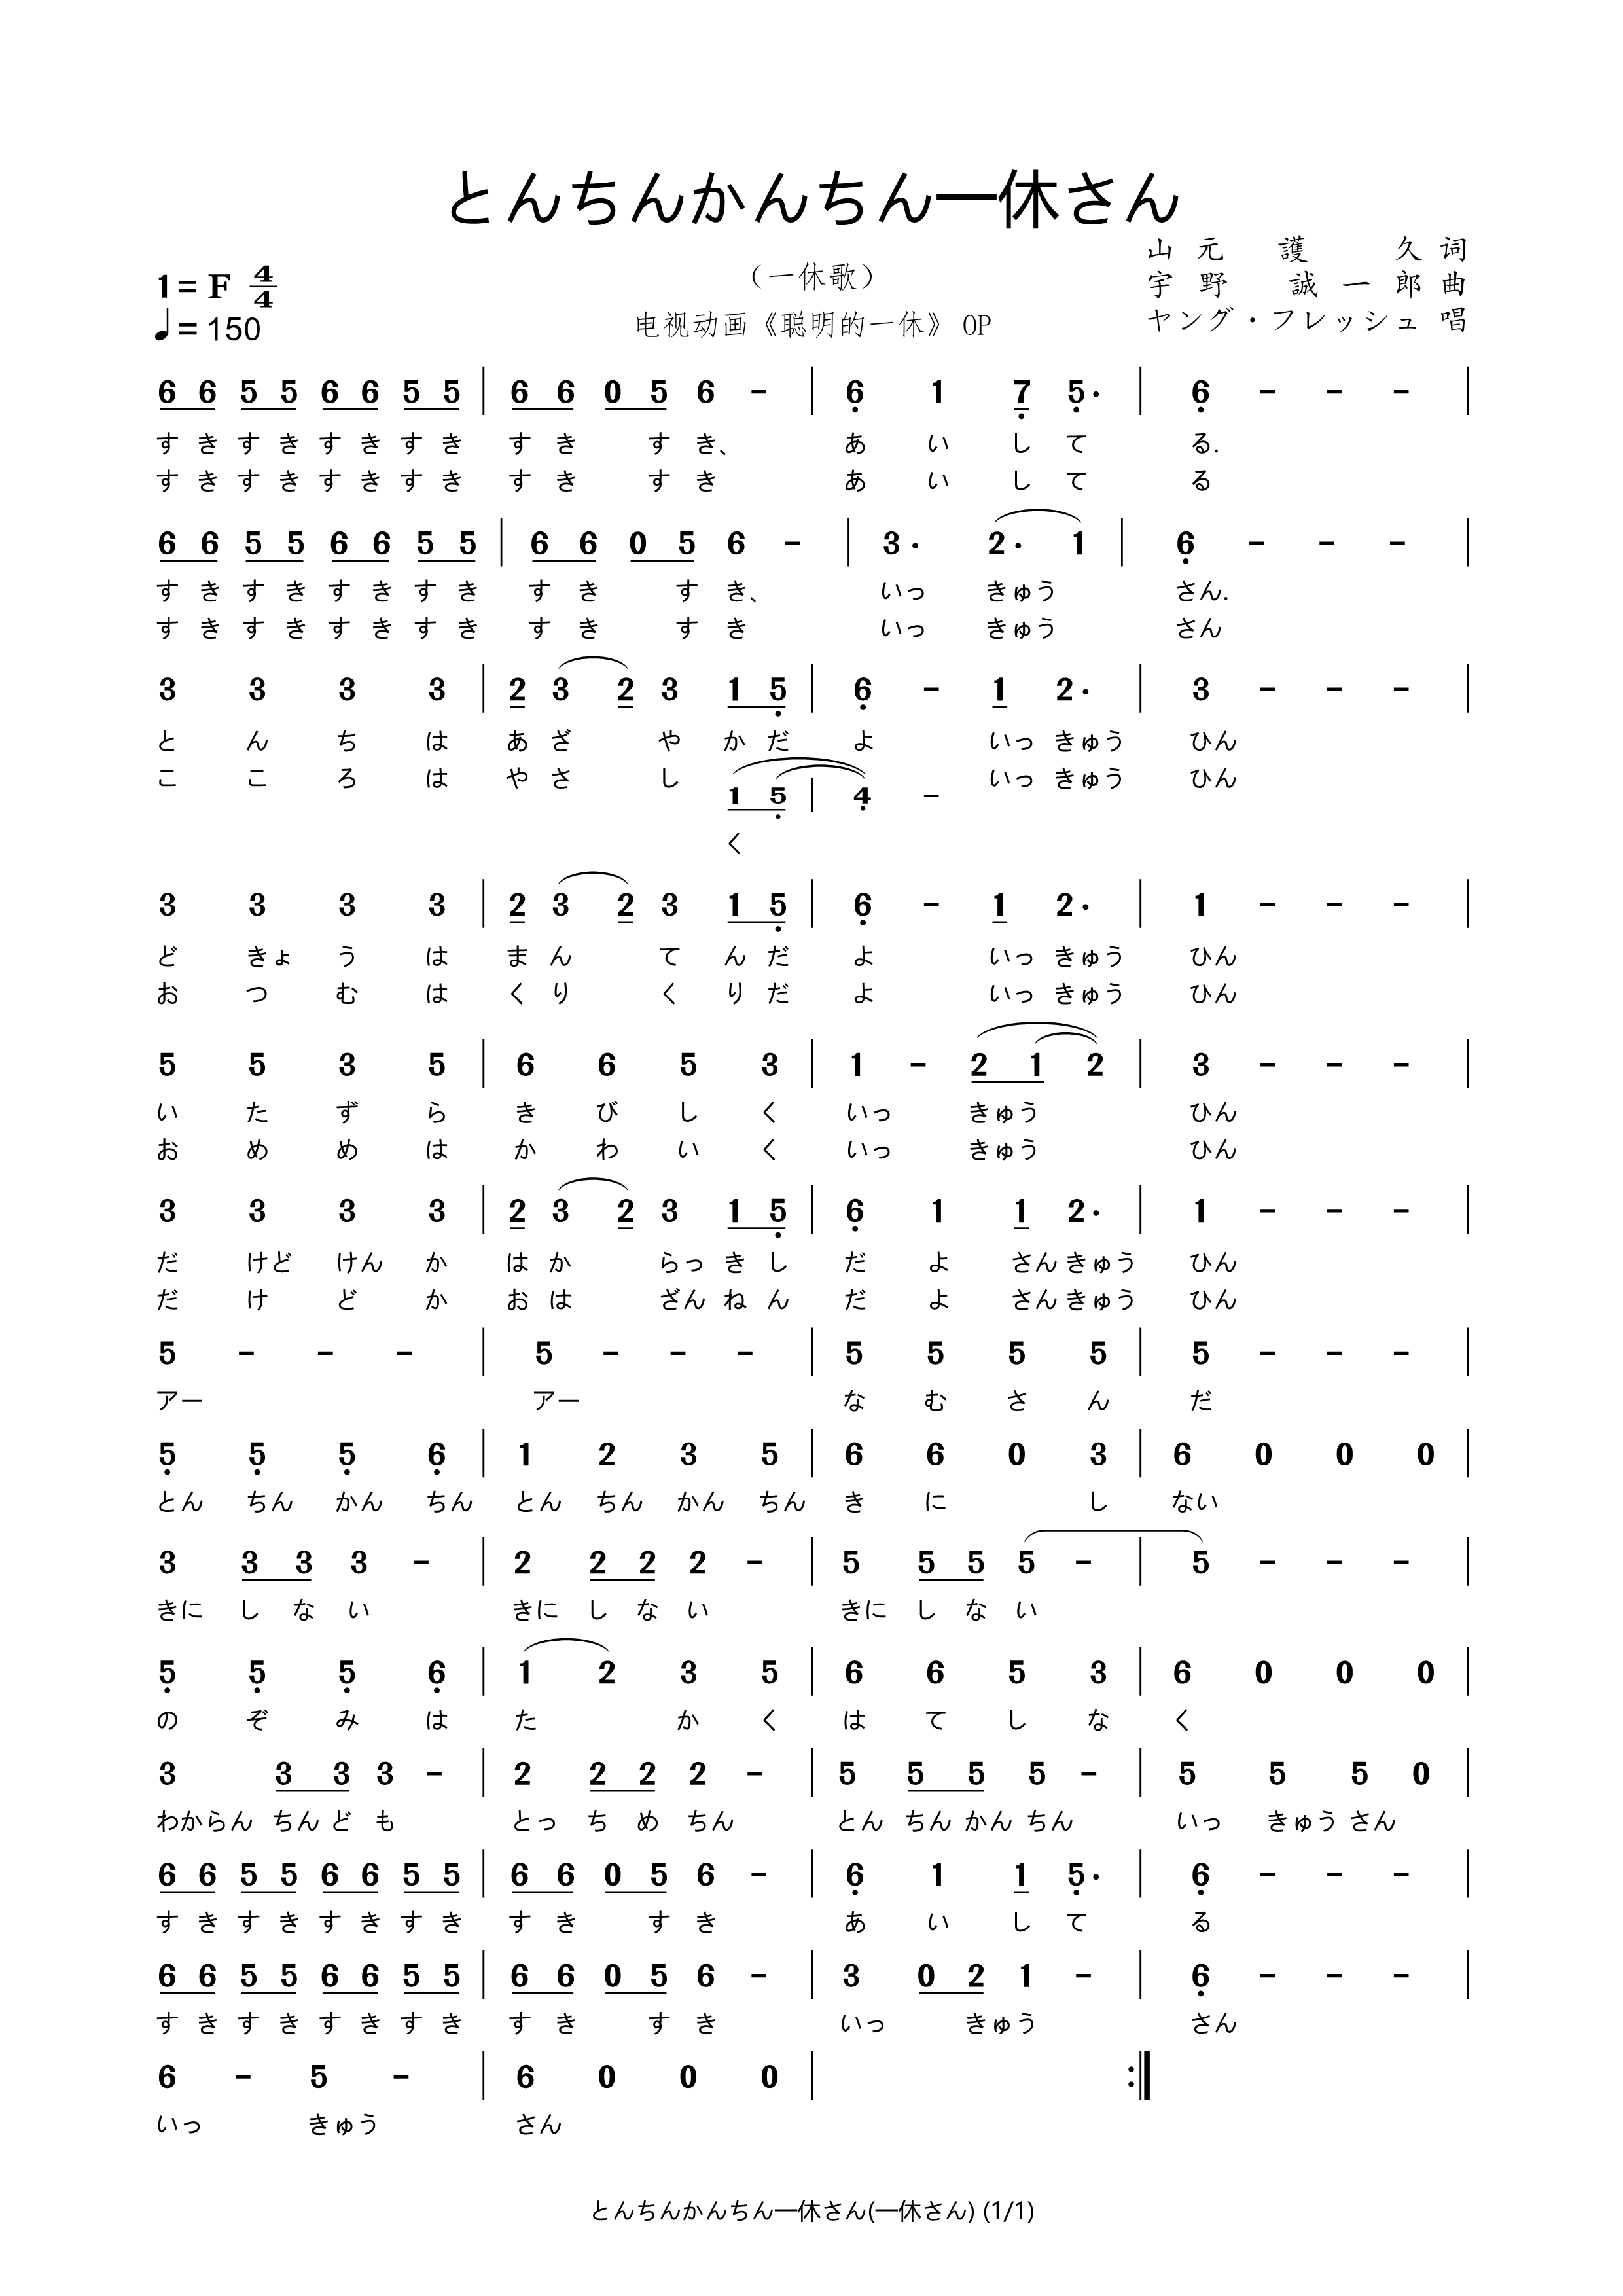 とんちんかんちん一休さん
(一休歌)
电视动画《聪明的一休》 OP
山元 護 久 词
宇野 誠一郎 曲
ヤング・フレッシュ 唱
1= F 4/4
♩= 150
6 6 5 5 6 6 5 5 | 6 6 0 5 6 - | 6 1 7 5· | 6 - - - |
す き す き す き す き す き す き、 あ い し て る.
す き す き す き す き す き す き あ い し て る
6 6 5 5 6 6 5 5 | 6 6 0 5 6 - | 3· 2· 1 | 6 - - - |
す き す き す き す き す き す き、 いっ きゅう さん.
す き す き す き す き す き す き いっ きゅう さん
3 3 3 3 | 2 3 2 3 1 5 | 6 - 1 2· | 3 - - - |
と ん ち は あ ざ や か だ よ いっ きゅう ひん
こ こ ろ は や さ し いっ きゅう ひん
1 5 | 4 -
く
3 3 3 3 | 2 3 2 3 1 5 | 6 - 1 2· | 1 - - - |
ど きょ う は ま ん て ん だ よ いっ きゅう ひん
お つ む は く り く り だ よ いっ きゅう ひん
5 5 3 5 | 6 6 5 3 | 1 - 2 1 2 | 3 - - - |
い た ず ら き び し く いっ きゅう ひん
お め め は か わ い く いっ きゅう ひん
3 3 3 3 | 2 3 2 3 1 5 | 6 1 1 2· | 1 - - - |
だ けど けん か は か らっ き し だ よ さん きゅう ひん
だ け ど か お は ざん ね ん だ よ さん きゅう ひん
5 - - - | 5 - - - | 5 5 5 5 | 5 - - - |
アー アー な む さ ん だ
5 5 5 6 | 1 2 3 5 | 6 6 0 3 | 6 0 0 0 |
とん ちん かん ちん とん ちん かん ちん き に し ない
3 3 3 3 - | 2 2 2 2 - | 5 5 5 5 - | 5 - - - |
きに し な い きに し な い きに し な い
5 5 5 6 | 1 2 3 5 | 6 6 5 3 | 6 0 0 0 |
の ぞ み は た か く は て し な く
3 3 3 3 - | 2 2 2 2 - | 5 5 5 5 - | 5 5 5 0 |
わからん ちん ど も とっ ち め ちん とん ちん かん ちん いっ きゅう さん
6 6 5 5 6 6 5 5 | 6 6 0 5 6 - | 6 1 1 5· | 6 - - - |
す き す き す き す き す き す き あ い し て る
6 6 5 5 6 6 5 5 | 6 6 0 5 6 - | 3 0 2 1 - | 6 - - - |
す き す き す き す き す き す き いっ きゅう さん
6 - 5 - | 6 0 0 0 | :|
いっ きゅう さん
とんちんかんちん一休さん(一休さん) (1/1)